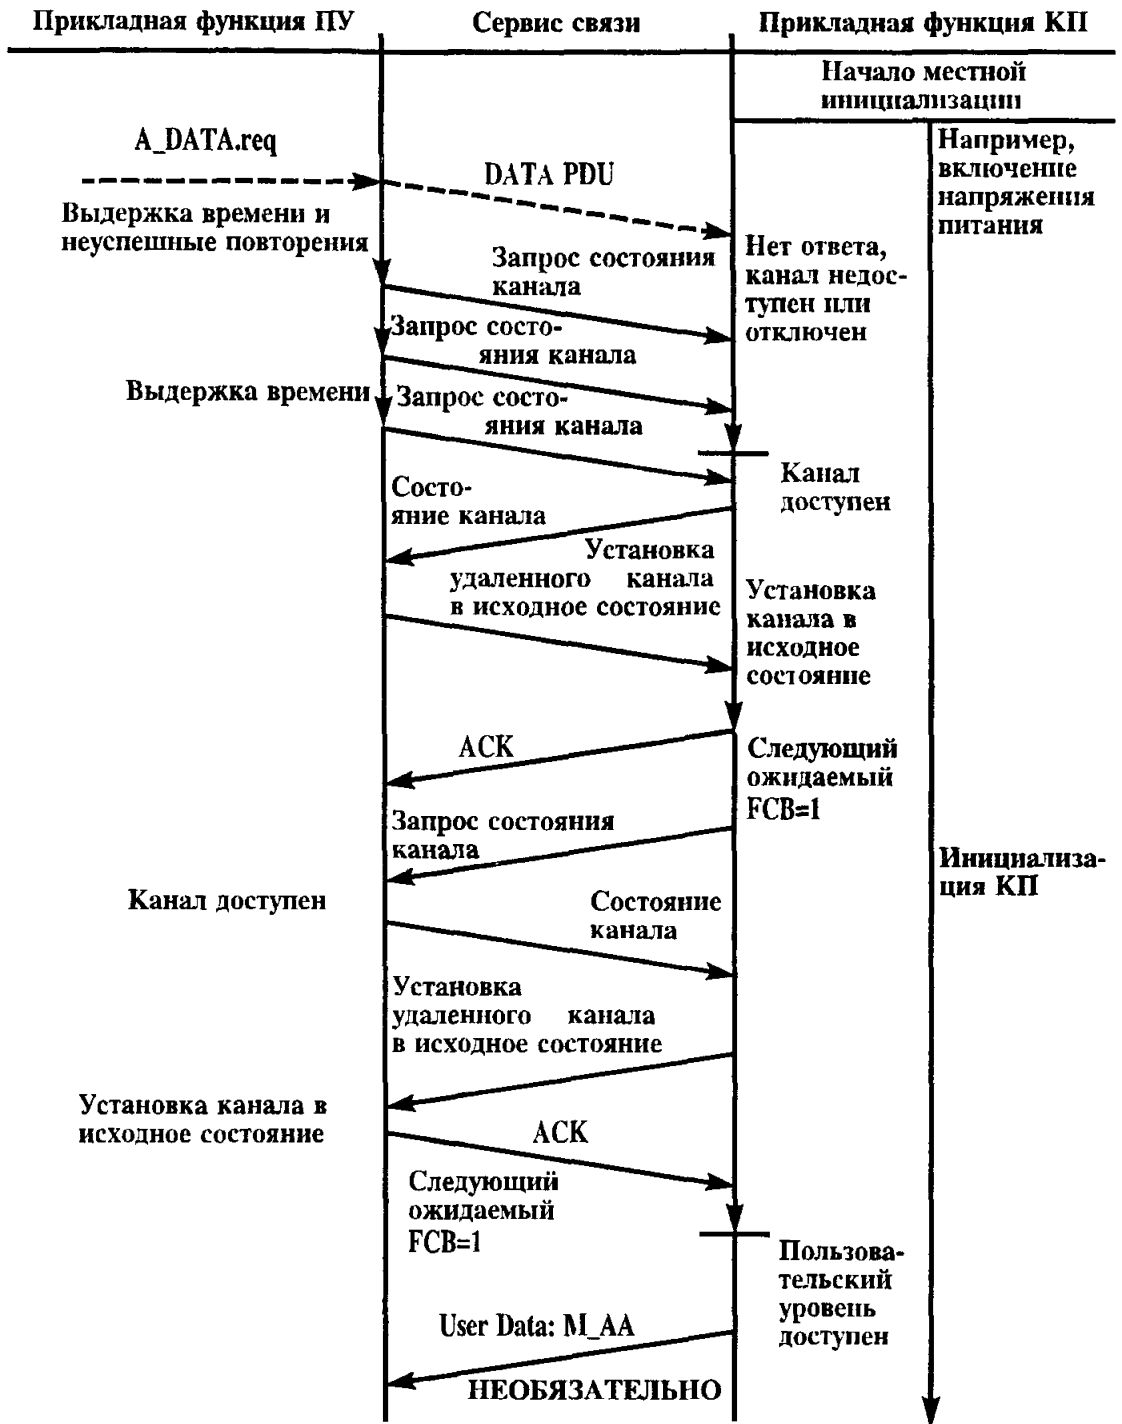 Прикладная функция ПУ
Сервис связи
Прикладная функция КП
Начало местной
инициализации
A_DATA.req
DATA PDU
Например,
включение
напряжения
питания
Выдержка времени и
неуспешные повторения
Запрос состояния
канала
Нет ответа,
канал недос-
тупен или
отключен
Запрос состо-
яния канала
Выдержка времени
Запрос состо-
яния канала
Канал
доступен
Состо-
яние канала
Установка
удаленного канала
в исходное состояние
Установка
канала в
исходное
состояние
ACK
Следующий
ожидаемый
FCB=1
Запрос состояния
канала
Инициализа-
ция КП
Канал доступен
Состояние
канала
Установка
удаленного канала
в исходное состояние
Установка канала в
исходное состояние
ACK
Следующий
ожидаемый
FCB=1
Пользова-
тельский
уровень
доступен
User Data: M_AA
НЕОБЯЗАТЕЛЬНО